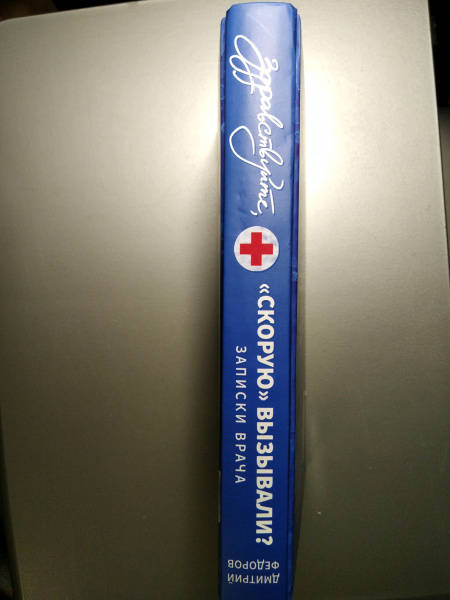 Здравствуйте,
«СКОРУЮ» ВЫЗЫВАЛИ?
ЗАПИСКИ ВРАЧА
ДМИТРИЙ
ФЕДОРОВ